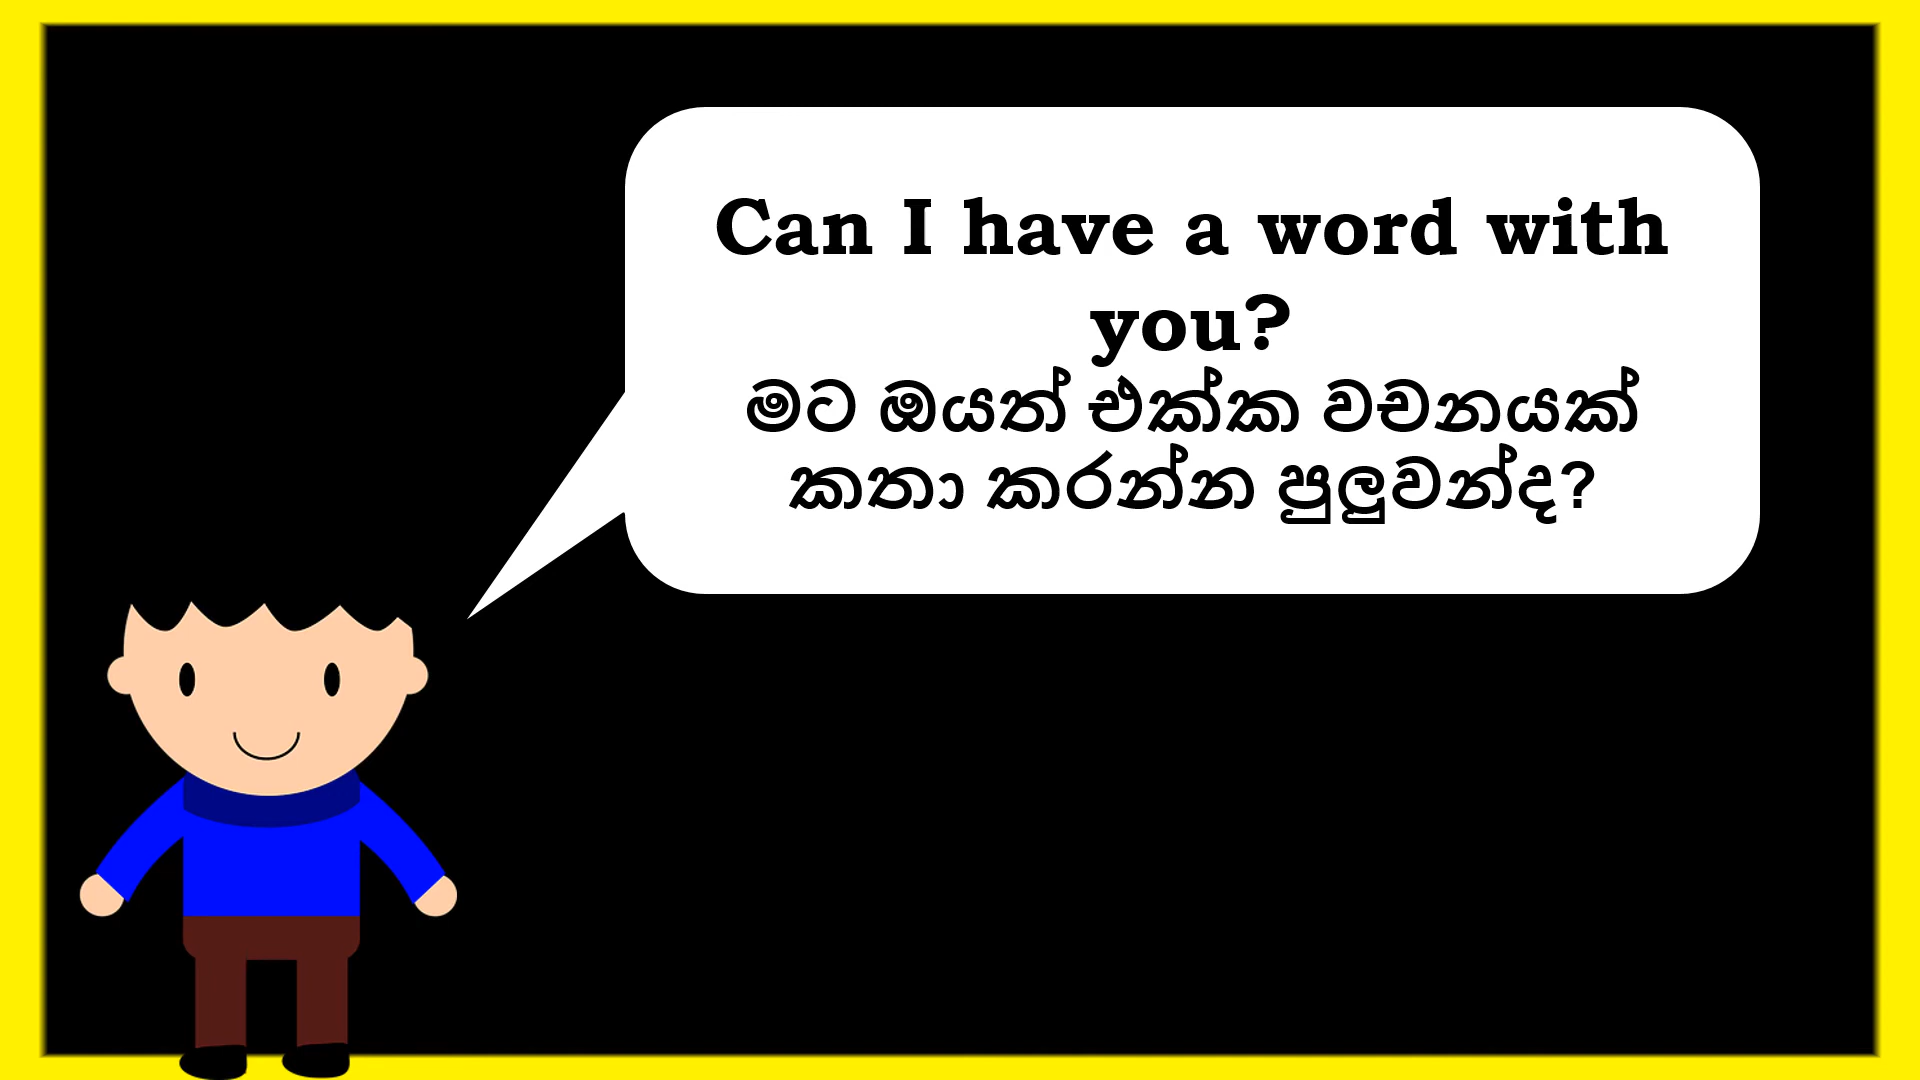 Can I have a word with
you?
මට ඔයත් එක්ක වචනයක්
කතා කරන්න පුලුවන්ද?